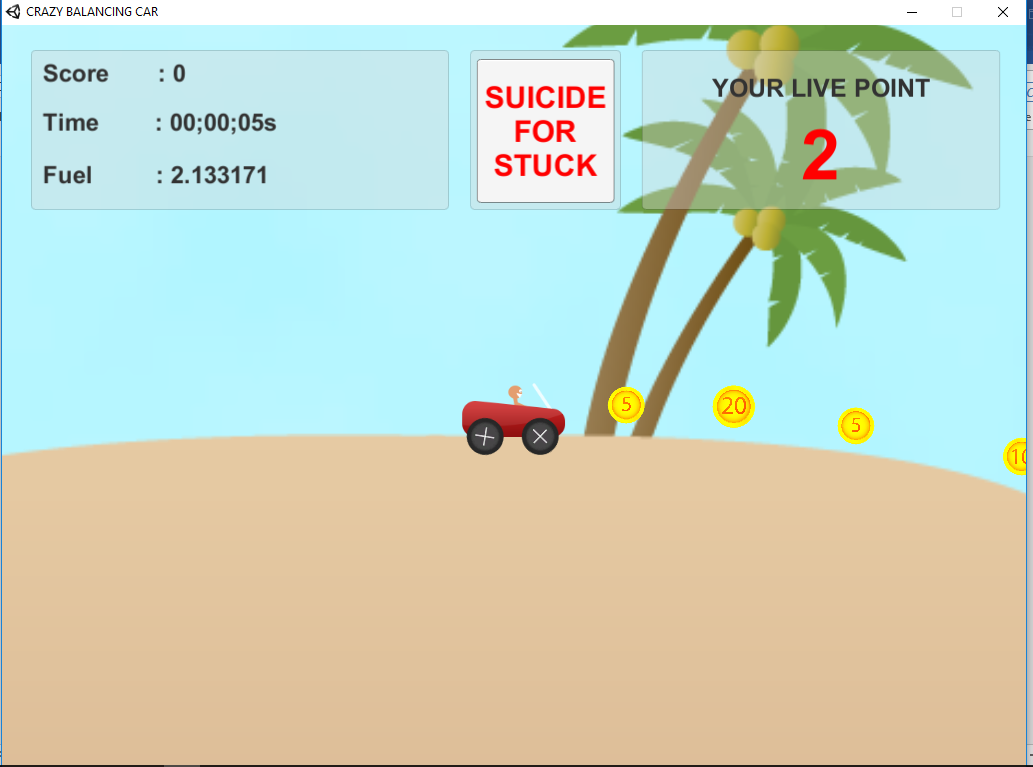 CRAZY BALANCING CAR
Score : 0
Time : 00;00;05s
Fuel : 2.133171
SUICIDE
FOR
STUCK
YOUR LIVE POINT
2
5
20
5
10